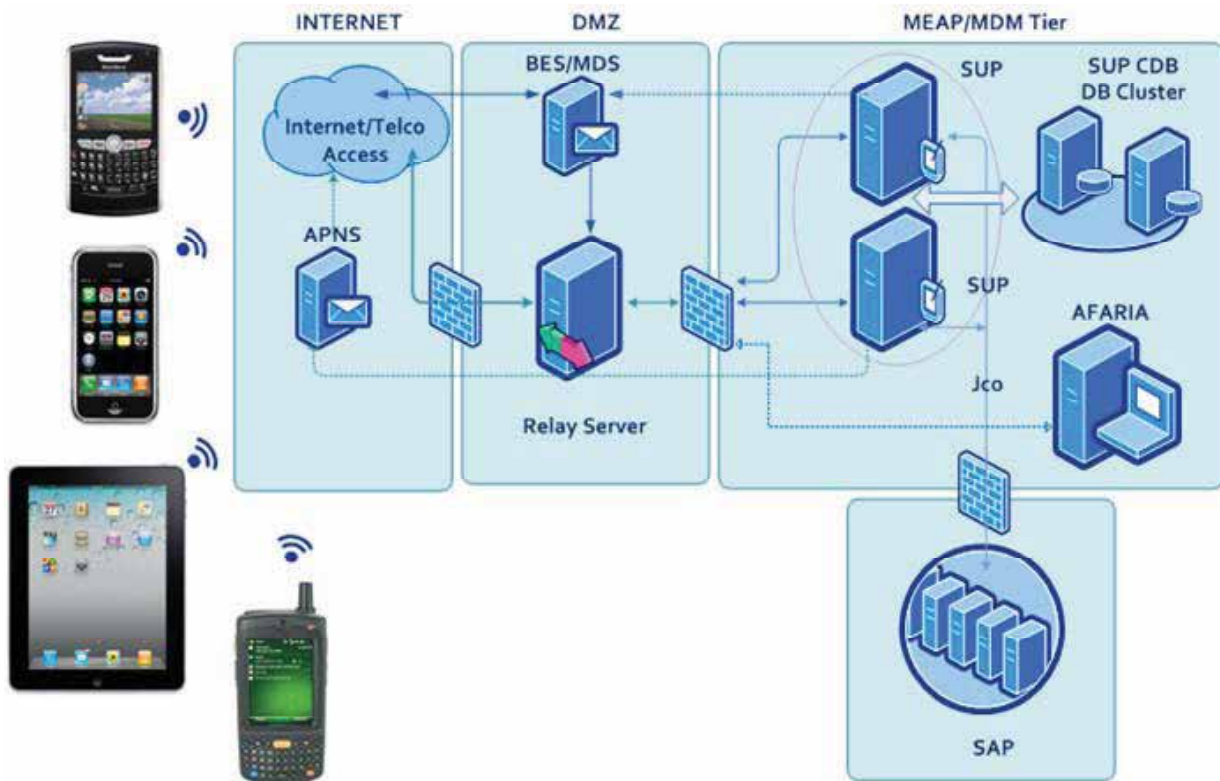 INTERNET
DMZ
MEAP/MDM Tier
BES/MDS
SUP
SUP CDB
DB Cluster
Internet/Telco
Access
APNS
SUP
AFARIA
Jco
Relay Server
SAP